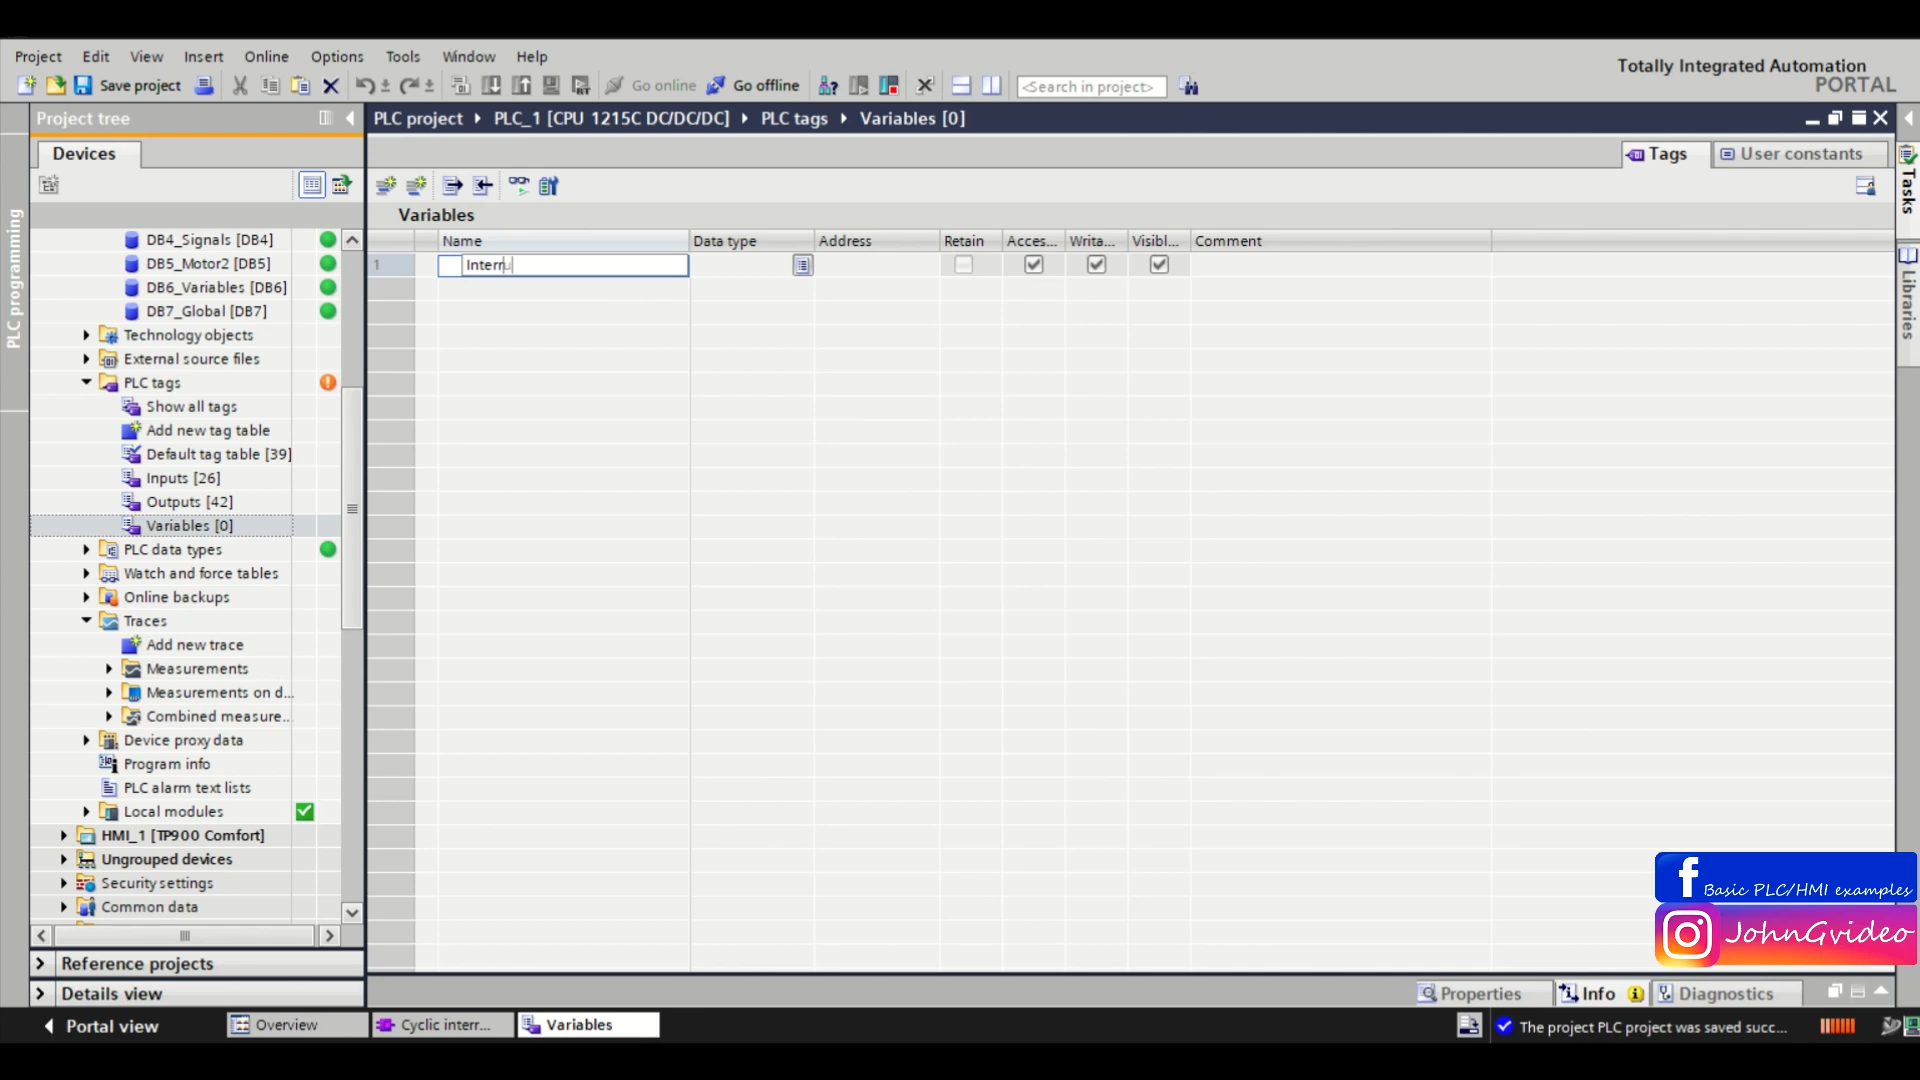 Project Edit View Insert Online Options Tools Window Help
Totally Integrated Automation
PORTAL
Save project
Go online
Go offline
<Search in project>
Project tree
PLC project
PLC_1 [CPU 1215C DC/DC/DC]
PLC tags
Variables [0]
Devices
Tags
User constants
Variables
Name
Data type
Address
Retain
Acces...
Writa...
Visibl...
Comment
1
Interru
DB4_Signals [DB4]
DB5_Motor2 [DB5]
DB6_Variables [DB6]
DB7_Global [DB7]
Technology objects
External source files
PLC tags
Show all tags
Add new tag table
Default tag table [39]
Inputs [26]
Outputs [42]
Variables [0]
PLC data types
Watch and force tables
Online backups
Traces
Add new trace
Measurements
Measurements on d...
Combined measure...
Device proxy data
Program info
PLC alarm text lists
Local modules
HMI_1 [TP900 Comfort]
Ungrouped devices
Security settings
Common data
Reference projects
Details view
PLC programming
Tasks
Libraries
Basic PLC/HMI examples
JohnGvideo
Properties
Info
Diagnostics
Portal view
Overview
Cyclic interr...
Variables
The project PLC project was saved succ...